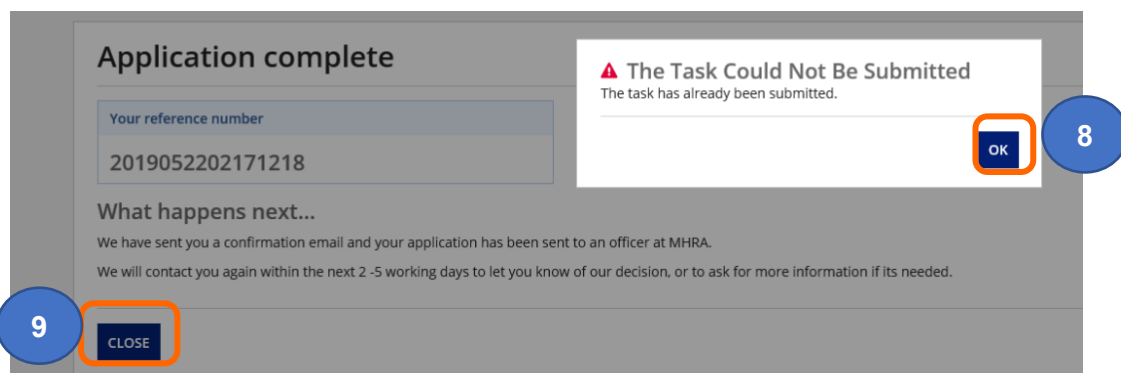 Application complete
Your reference number
2019052202171218
The Task Could Not Be Submitted
The task has already been submitted.
OK
8
What happens next...
We have sent you a confirmation email and your application has been sent to an officer at MHRA.
We will contact you again within the next 2 -5 working days to let you know of our decision, or to ask for more information if its needed.
9
CLOSE